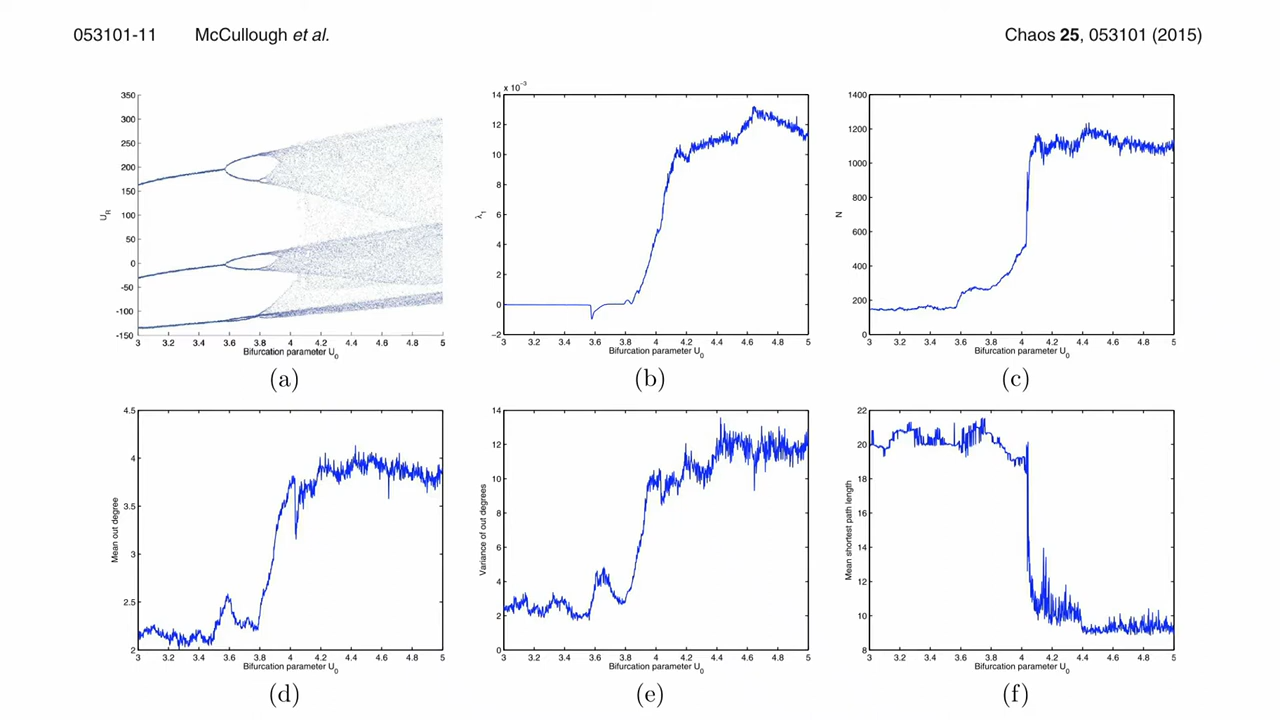 053101-11 McCullough et al. Chaos 25, 053101 (2015)
350
300
250
200
150
100
50
0
-50
-100
-150
U_R
3 3.2 3.4 3.6 3.8 4 4.2 4.4 4.6 4.8 5
Bifurcation parameter U_0
(a)
x 10^-3
14
12
10
8
6
4
2
0
-2
λ_1
3 3.2 3.4 3.6 3.8 4 4.2 4.4 4.6 4.8 5
Bifurcation parameter U_0
(b)
1400
1200
1000
800
600
400
200
0
N
3 3.2 3.4 3.6 3.8 4 4.2 4.4 4.6 4.8 5
Bifurcation parameter U_0
(c)
4.5
4
3.5
3
2.5
2
Mean out degree
3 3.2 3.4 3.6 3.8 4 4.2 4.4 4.6 4.8 5
Bifurcation parameter U_0
(d)
14
12
10
8
6
4
2
0
Variance of out degrees
3 3.2 3.4 3.6 3.8 4 4.2 4.4 4.6 4.8 5
Bifurcation parameter U_0
(e)
22
20
18
16
14
12
10
8
Mean shortest path length
3 3.2 3.4 3.6 3.8 4 4.2 4.4 4.6 4.8 5
Bifurcation parameter U_0
(f)